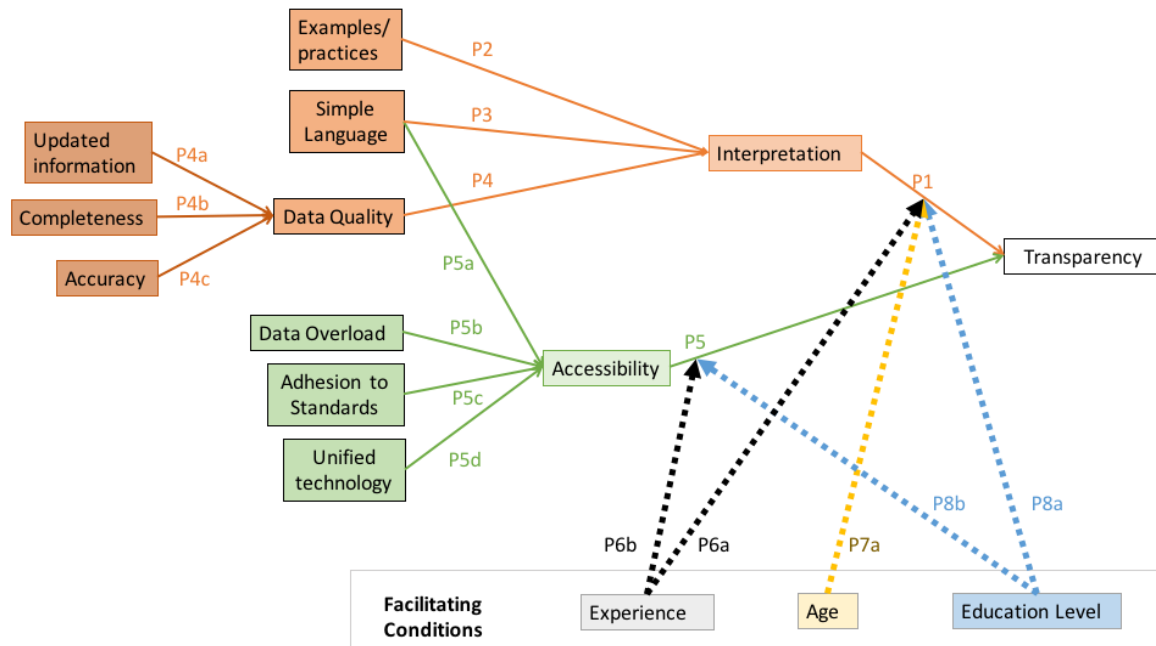 Examples/
practices
P2
Simple
Language
P3
Updated
information
P4a
Interpretation
P4
P1
Completeness
P4b
Data Quality
Accuracy
P4c
P5a
Transparency
Data Overload
P5b
P5
Accessibility
Adhesion to
Standards
P5c
Unified
technology
P5d
P8b
P8a
P6b
P6a
P7a
Facilitating
Conditions
Experience
Age
Education Level